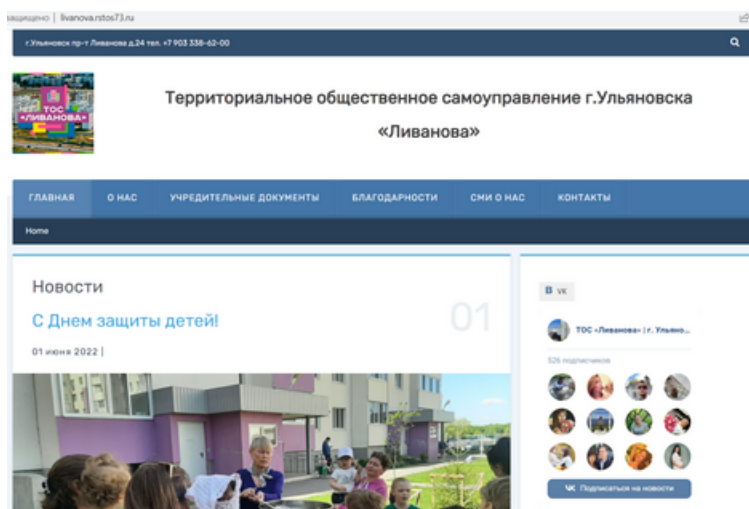 защищено | livanova.rstos73.ru
г.Ульяновск пр-т Ливанова д.24 тел. +7 903 338-62-00
ТОС
«ЛИВАНОВА»
Территориальное общественное самоуправление г.Ульяновска
«Ливанова»
ГЛАВНАЯ О НАС УЧРЕДИТЕЛЬНЫЕ ДОКУМЕНТЫ БЛАГОДАРНОСТИ СМИ О НАС КОНТАКТЫ
Home
Новости
С Днем защиты детей!
01
01 июня 2022 |
B VK
ТОС «Ливанова» | г. Ульяно...
526 подписчиков
Подписаться на новости